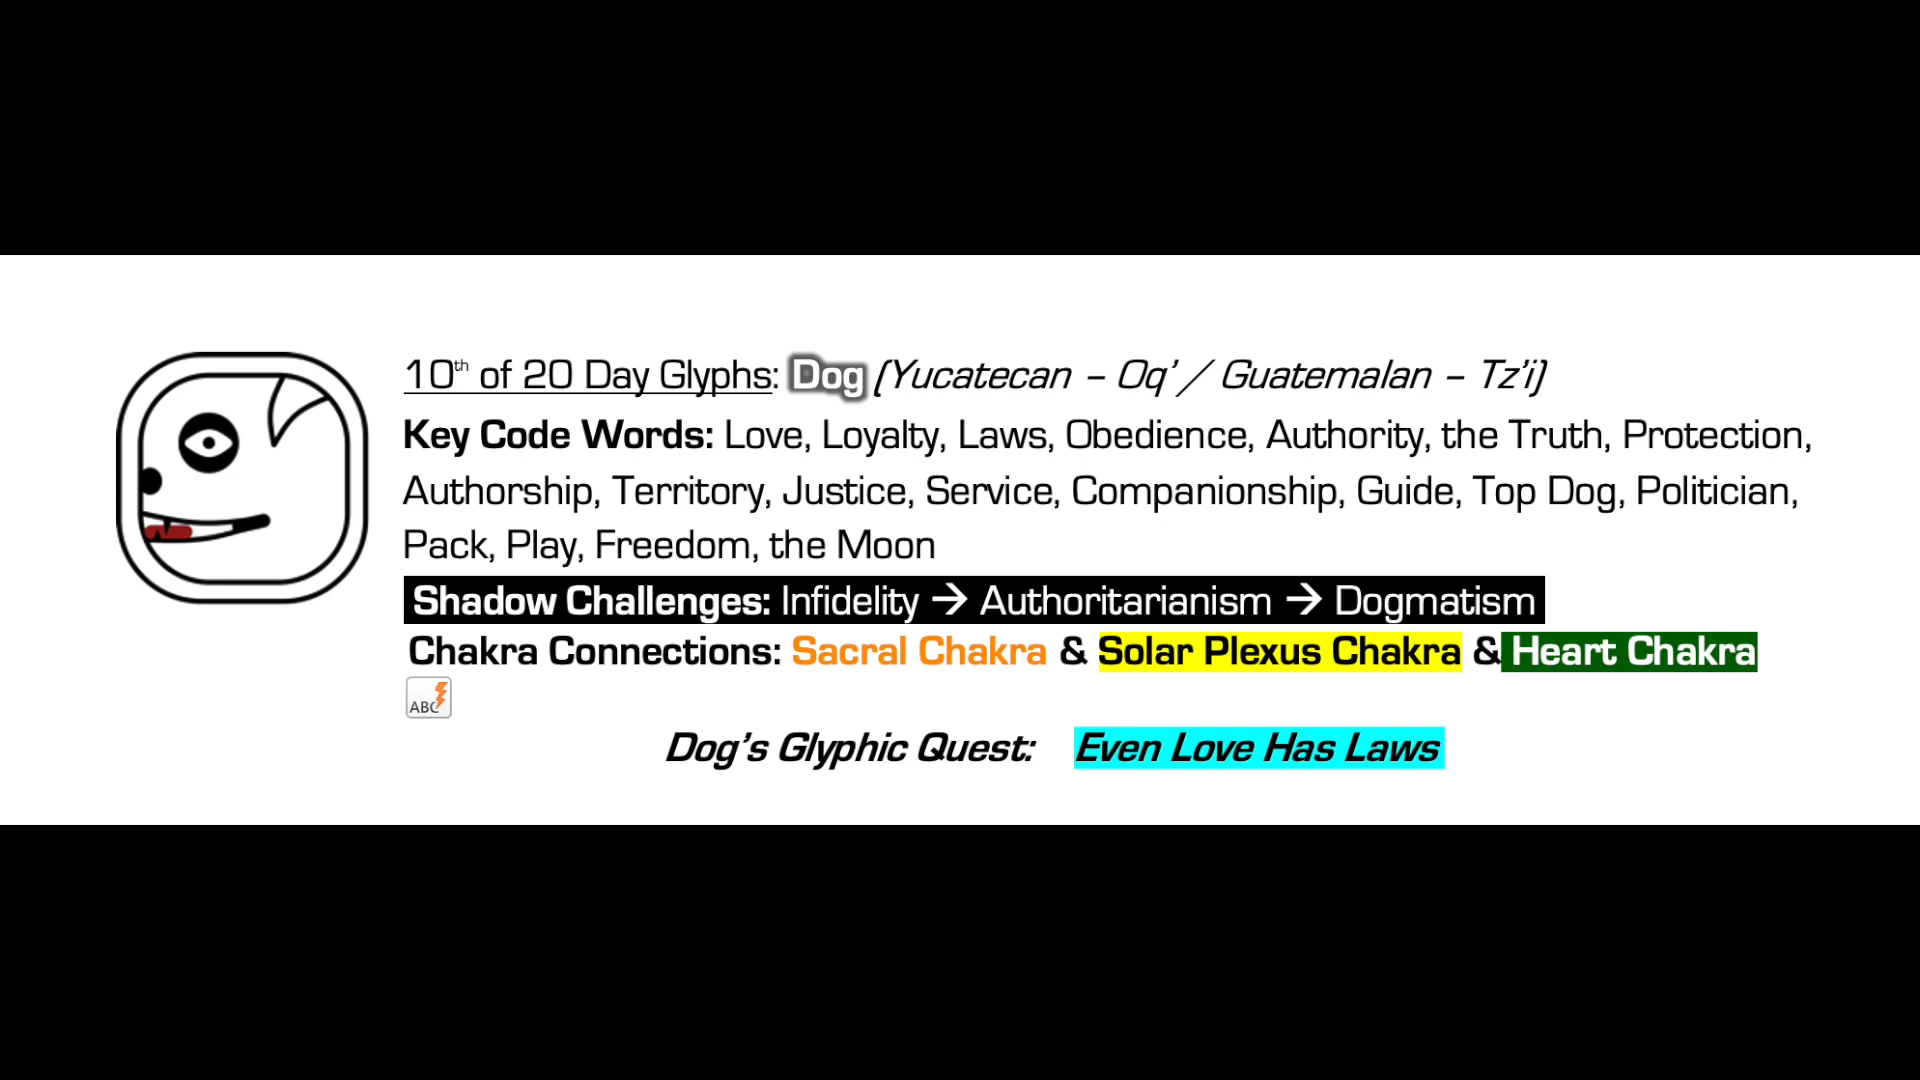 10th of 20 Day Glyphs: Dog (Yucatecan – Oq' / Guatemalan – Tz'i)
Key Code Words: Love, Loyalty, Laws, Obedience, Authority, the Truth, Protection,
Authorship, Territory, Justice, Service, Companionship, Guide, Top Dog, Politician,
Pack, Play, Freedom, the Moon
Shadow Challenges: Infidelity → Authoritarianism → Dogmatism
Chakra Connections: Sacral Chakra & Solar Plexus Chakra & Heart Chakra
ABC
Dog's Glyphic Quest: Even Love Has Laws